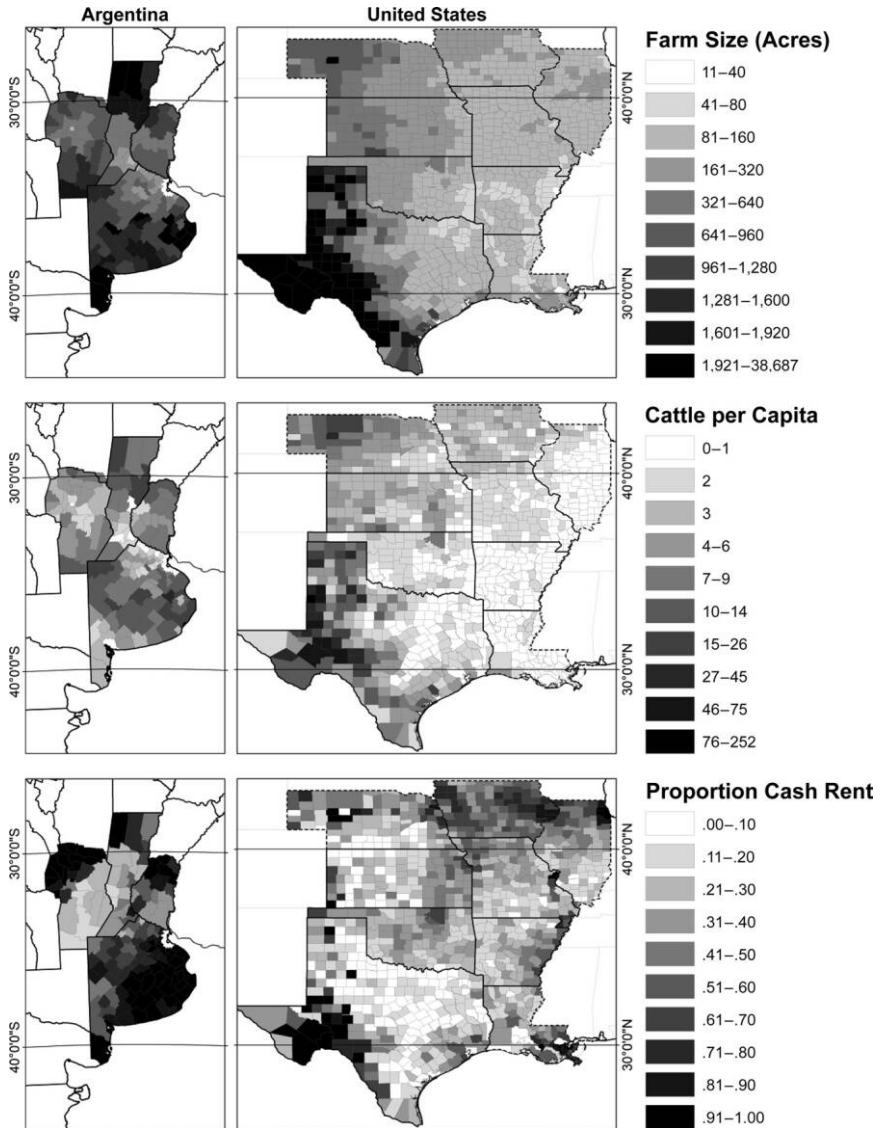 Argentina
United States
Farm Size (Acres)
11–40
41–80
81–160
161–320
321–640
641–960
961–1,280
1,281–1,600
1,601–1,920
1,921–38,687
30°0'0"S
40°0'0"S
40°0'0"N
30°0'0"N
Cattle per Capita
0–1
2
3
4–6
7–9
10–14
15–26
27–45
46–75
76–252
30°0'0"S
40°0'0"S
40°0'0"N
30°0'0"N
Proportion Cash Rent
.00–.10
.11–.20
.21–.30
.31–.40
.41–.50
.51–.60
.61–.70
.71–.80
.81–.90
.91–1.00
30°0'0"S
40°0'0"S
40°0'0"N
30°0'0"N